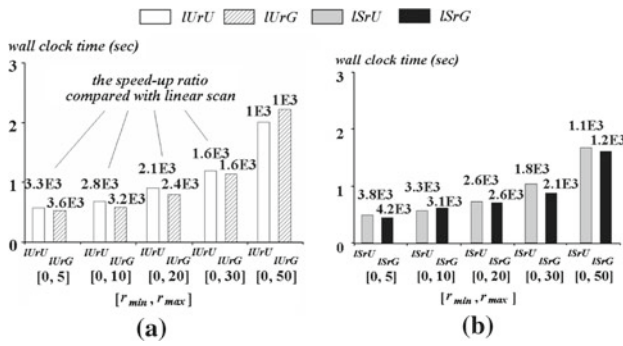 lUrU lUrG lSrU lSrG
wall clock time (sec)
3
2
1
0
the speed-up ratio
compared with linear scan
3.3E3 3.6E3 2.8E3 3.2E3 2.1E3 2.4E3 1.6E3 1.6E3 1E3 1E3
lUrU lUrG lUrU lUrG lUrU lUrG lUrU lUrG lUrU lUrG
[0, 5] [0, 10] [0, 20] [0, 30] [0, 50]
[r min , r max ]
(a)
wall clock time (sec)
3
2
1
0
3.8E3 4.2E3 3.3E3 3.1E3 2.6E3 2.6E3 1.8E3 2.1E3 1.1E3 1.2E3
lSrU lSrG lSrU lSrG lSrU lSrG lSrU lSrG lSrU lSrG
[0, 5] [0, 10] [0, 20] [0, 30] [0, 50]
[r min , r max ]
(b)